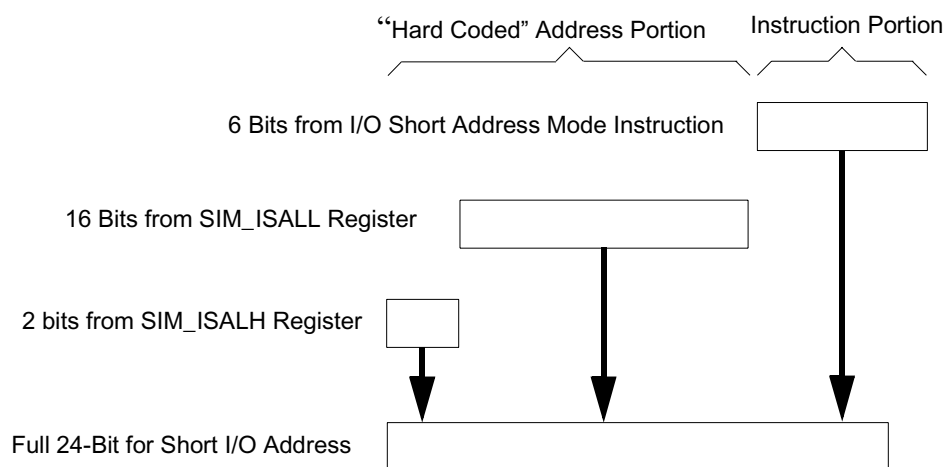 “Hard Coded” Address Portion
Instruction Portion
6 Bits from I/O Short Address Mode Instruction
16 Bits from SIM_ISALL Register
2 bits from SIM_ISALH Register
Full 24-Bit for Short I/O Address